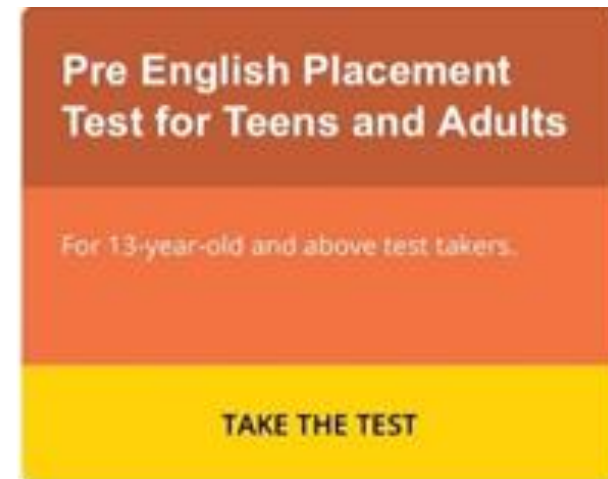 Pre English Placement
Test for Teens and Adults
For 13-year-old and above test takers.
TAKE THE TEST